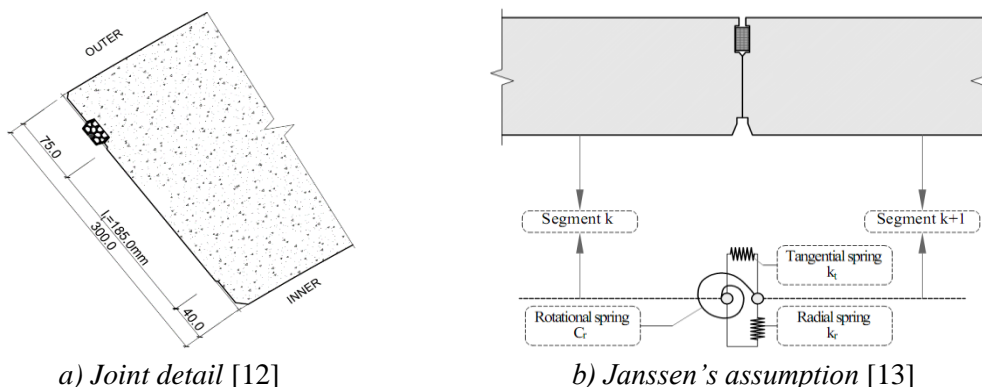 OUTER
75.0
lⱼ=185.0mm
300.0
40.0
INNER
a) Joint detail [12]
Segment k
Segment k+1
Tangential spring
kₜ
Rotational spring
Cᵣ
Radial spring
kᵣ
b) Janssen’s assumption [13]